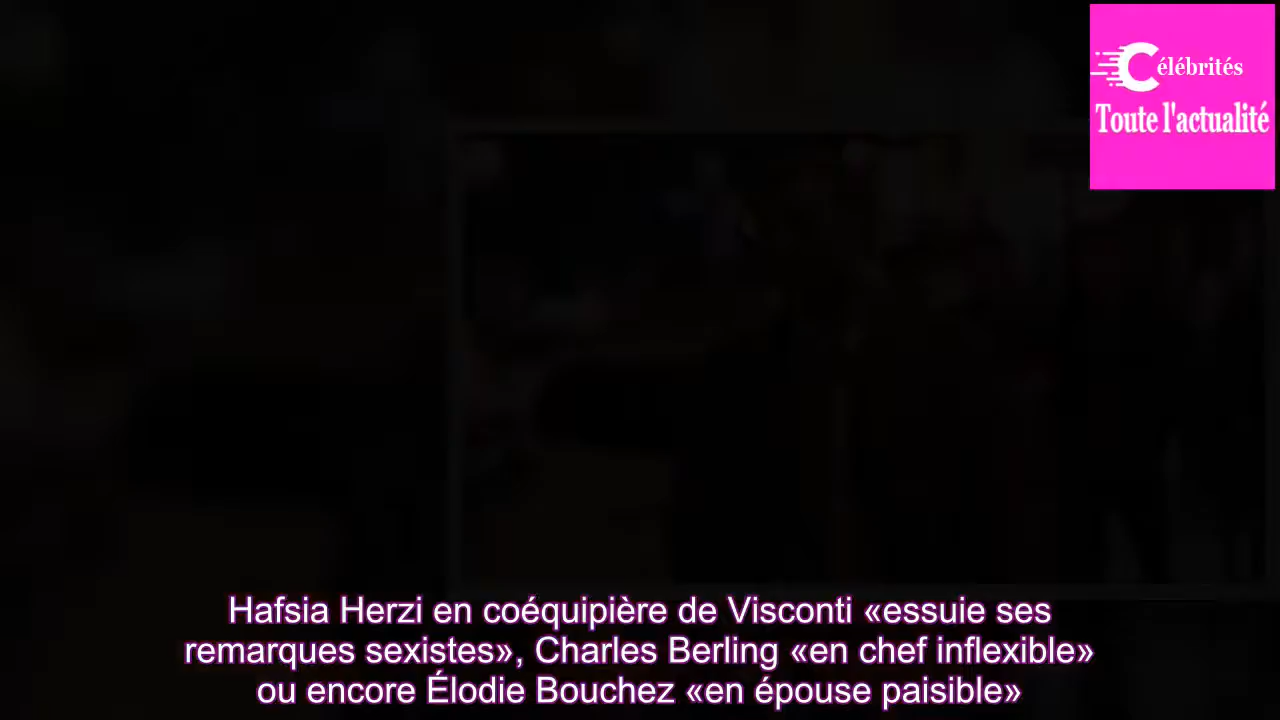 Célébrités
Toute l'actualité
Hafsia Herzi en coéquipière de Visconti «essuie ses
remarques sexistes», Charles Berling «en chef inflexible»
ou encore Élodie Bouchez «en épouse paisible»